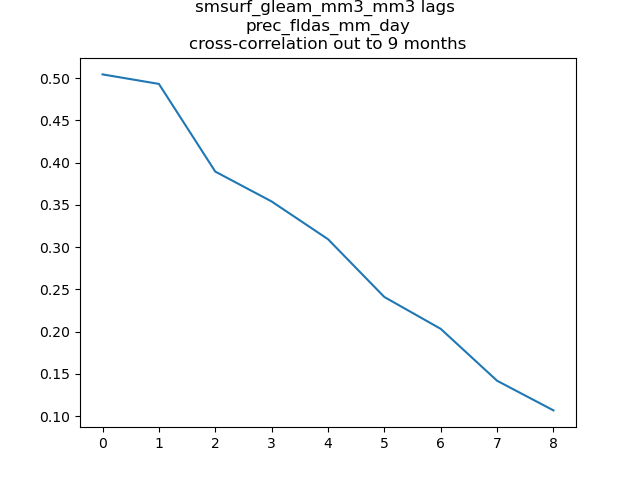 smsurf_gleam_mm3_mm3 lags
prec_fldas_mm_day
cross-correlation out to 9 months
0.50
0.45
0.40
0.35
0.30
0.25
0.20
0.15
0.10
0 1 2 3 4 5 6 7 8